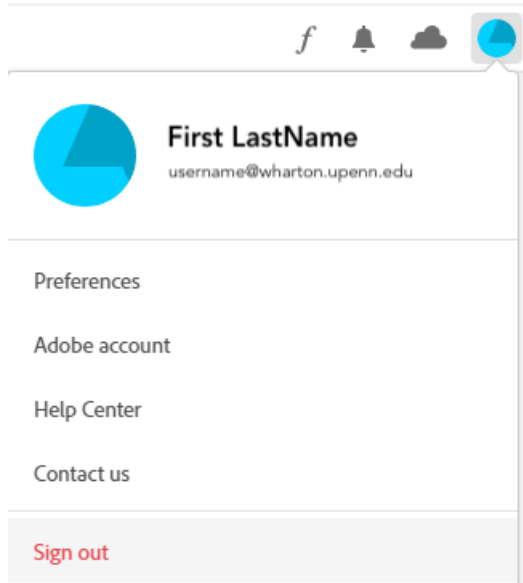 f
First LastName
username@wharton.upenn.edu
Preferences
Adobe account
Help Center
Contact us
Sign out